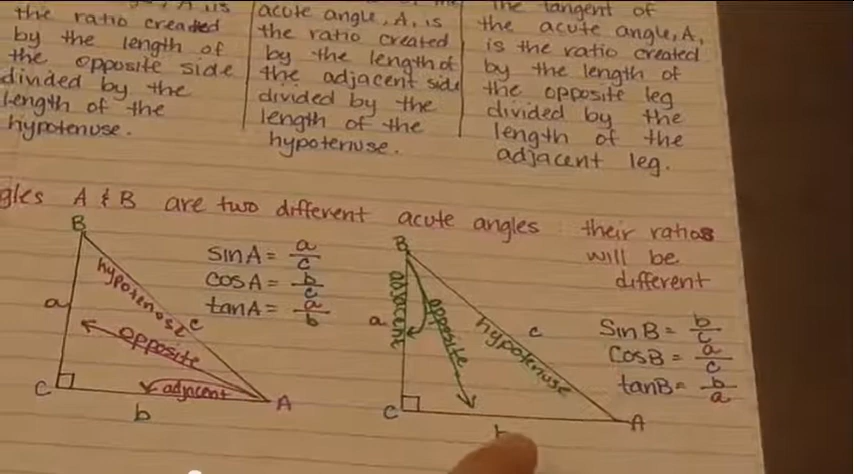 the ratio created
by the length of
the opposite side
divided by the
length of the
hypotenuse.
acute angle, A, is
the ratio created
by the length of
the adjacent side
divided by the
length of the
hypotenuse.
the tangent of
the acute angle, A,
is the ratio created
by the length of
the opposite leg
divided by the
length of the
adjacent leg.
gles A & B are two different acute angles : their ratios
will be
different
B
hypotenuse
c
a
opposite
adjacent
C
b
A
sinA = a/c
cosA = b/c
tanA = a/b
B
adjacent
a
opposite
hypotenuse
c
C
A
SinB = b/c
cosB = a/c
tanB = b/a